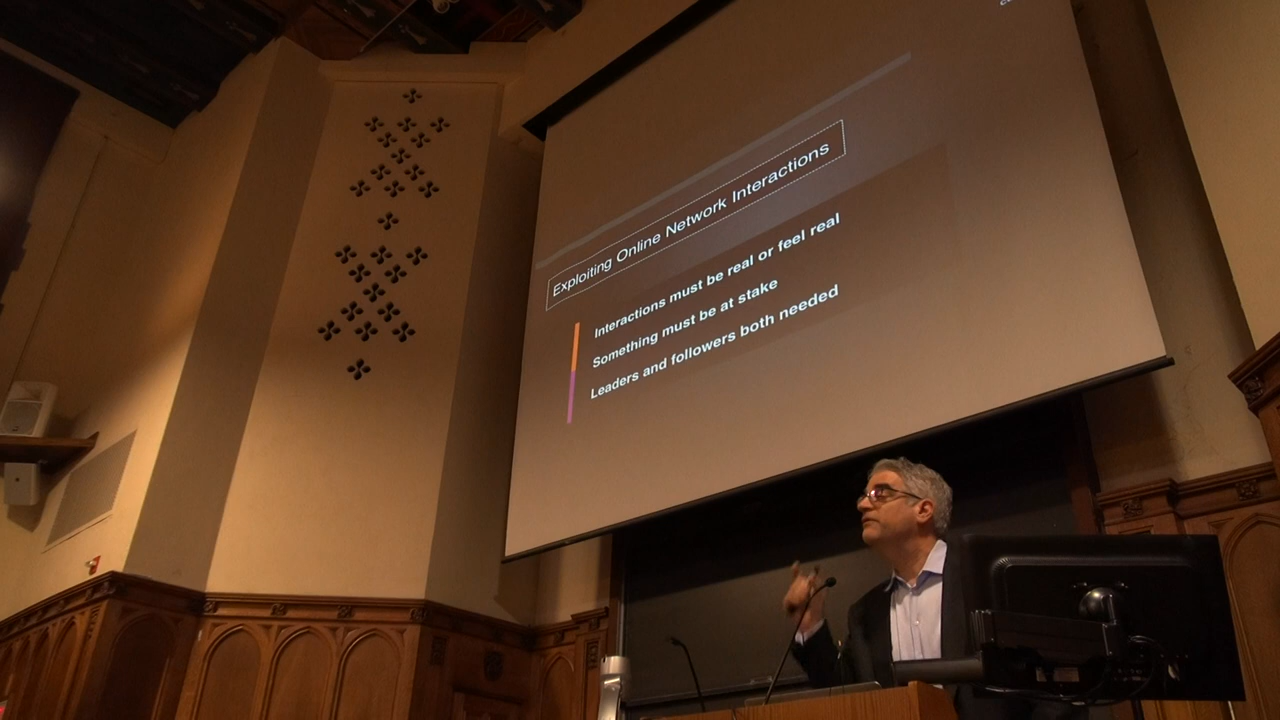 Exploiting Online Network Interactions
Interactions must be real or feel real
Something must be at stake
Leaders and followers both needed